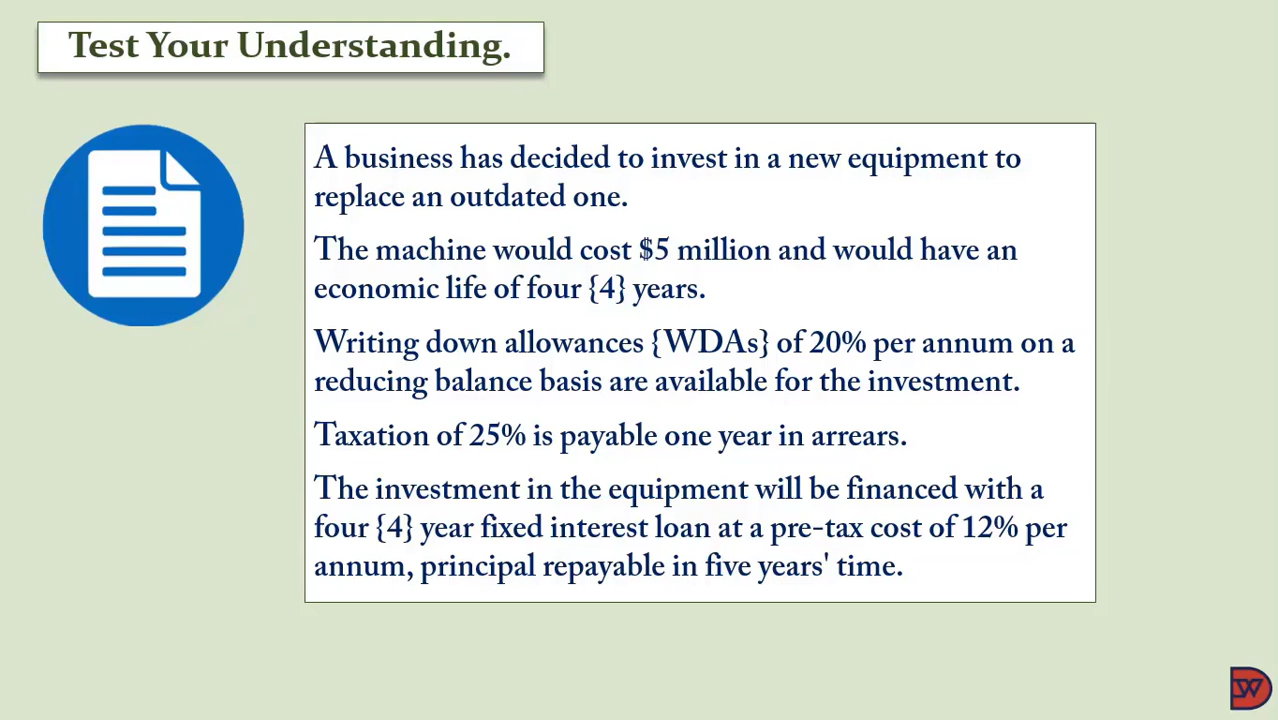 Test Your Understanding.
A business has decided to invest in a new equipment to
replace an outdated one.
The machine would cost $5 million and would have an
economic life of four {4} years.
Writing down allowances {WDAs} of 20% per annum on a
reducing balance basis are available for the investment.
Taxation of 25% is payable one year in arrears.
The investment in the equipment will be financed with a
four {4} year fixed interest loan at a pre-tax cost of 12% per
annum, principal repayable in five years' time.
DW